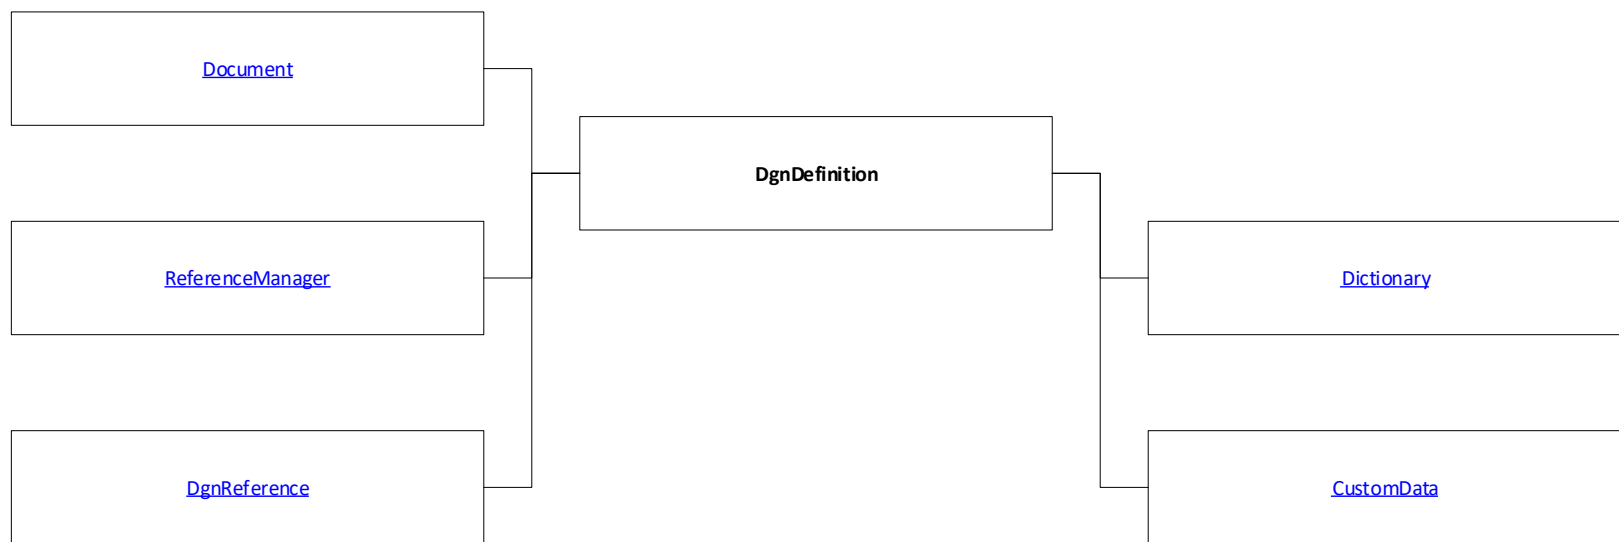 Document
DgnDefinition
ReferenceManager
Dictionary
DgnReference
CustomData